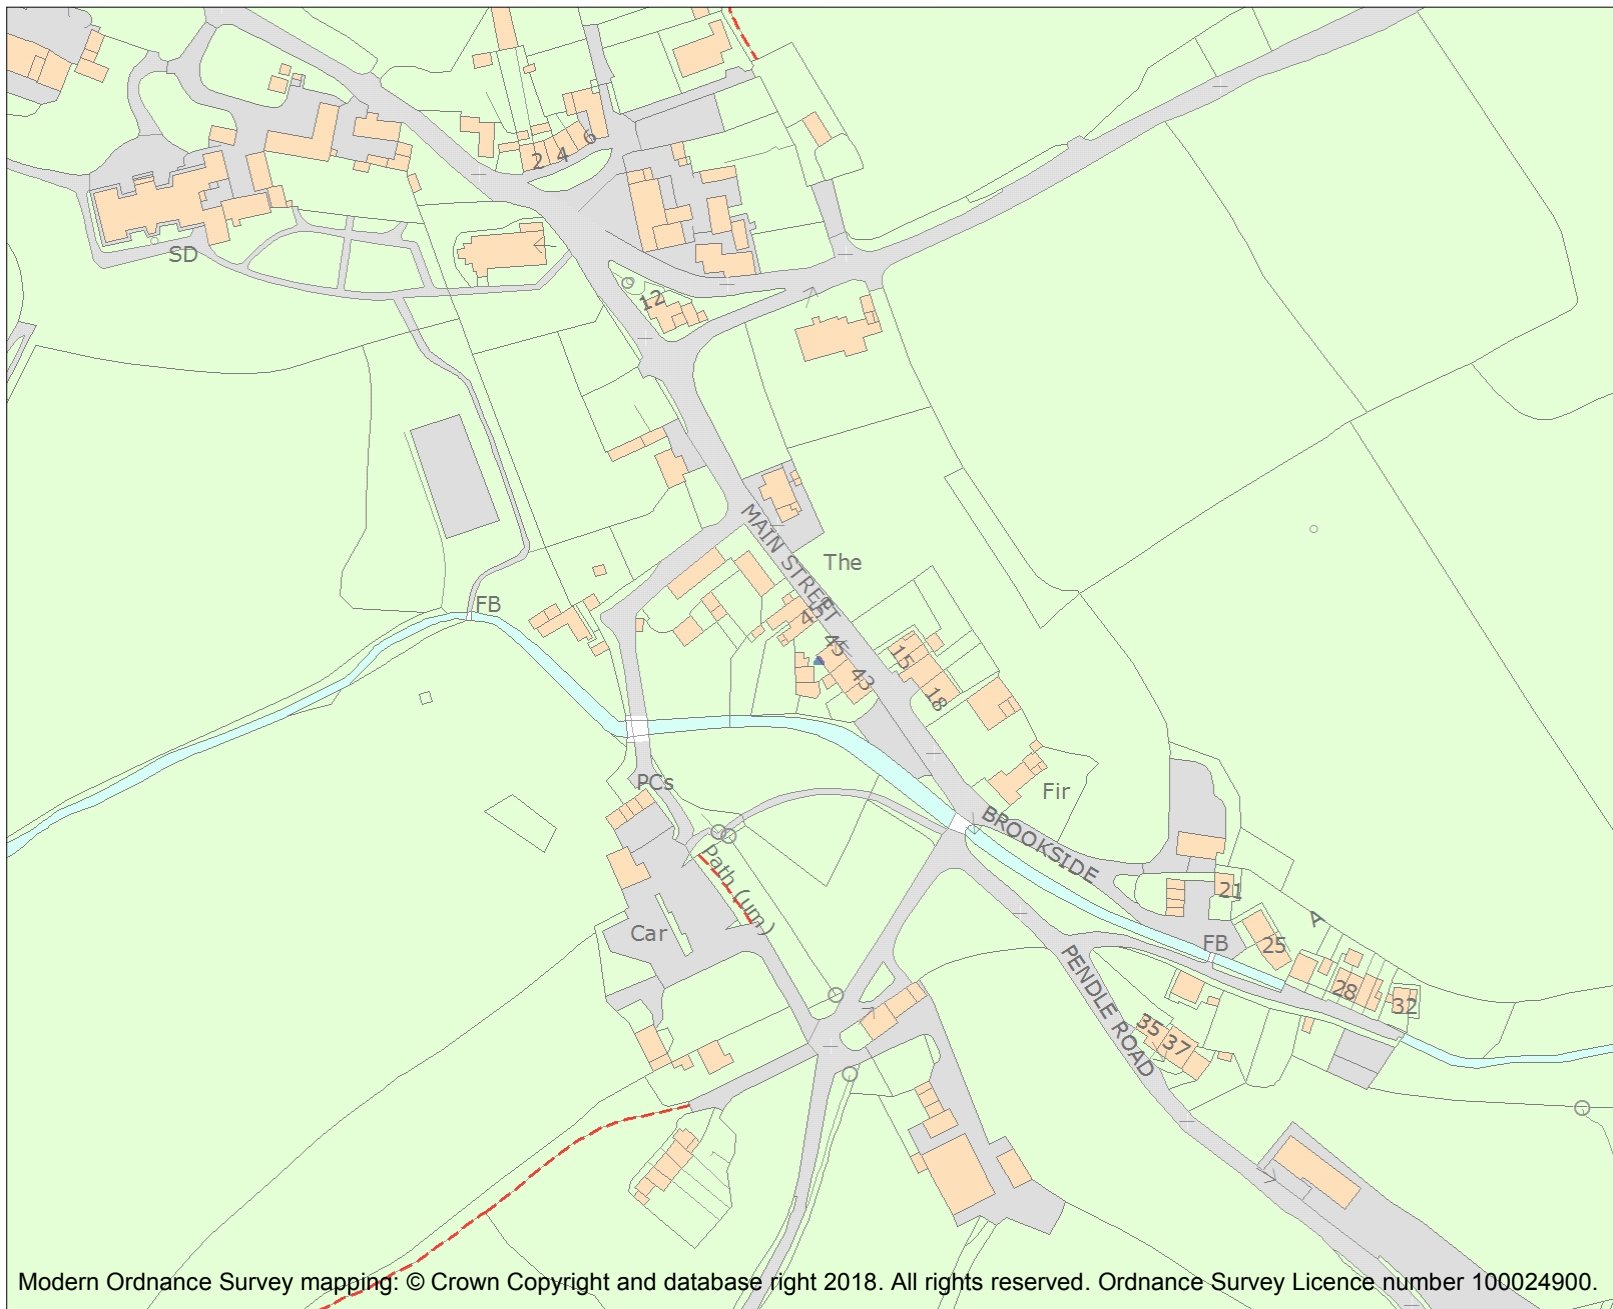 2
4
6
SD
12
MAIN STREET
The
FB
45
43
15
18
PCs
Fir
BROOKSIDE
Path (um)
21
Car
25
FB
A
28
32
PENDLE ROAD
35
37
Modern Ordnance Survey mapping: © Crown Copyright and database right 2018. All rights reserved. Ordnance Survey Licence number 100024900.